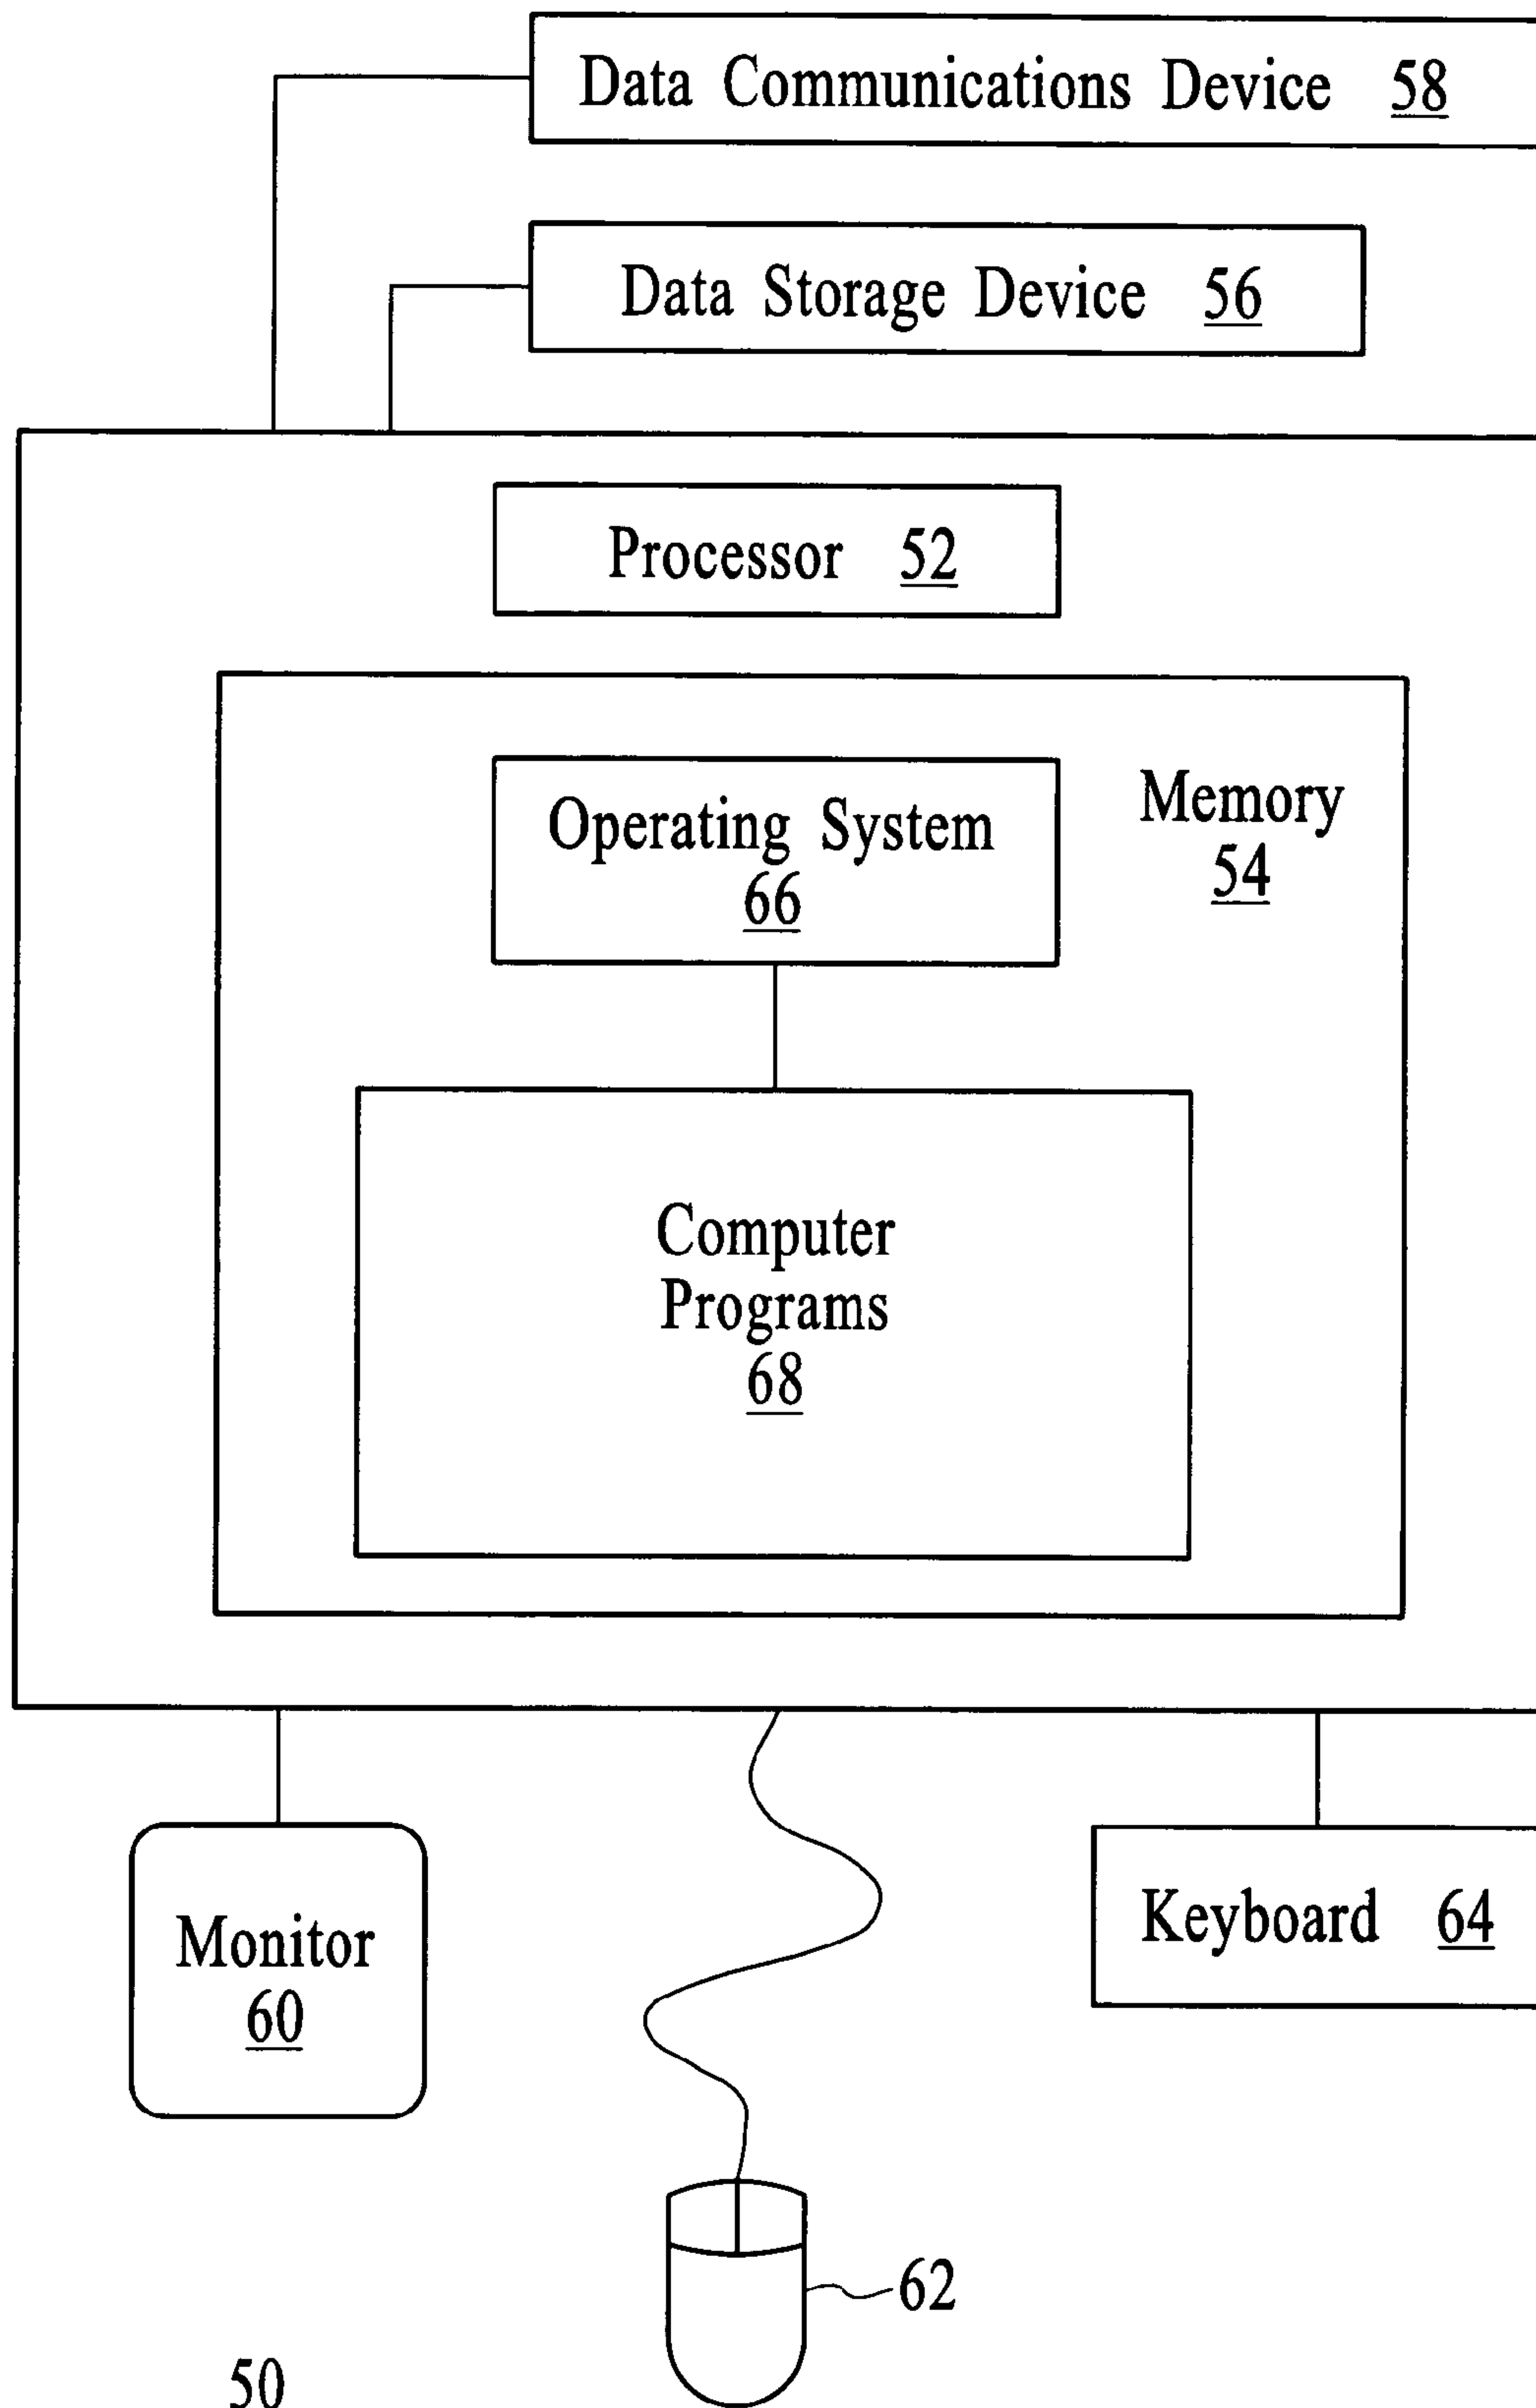 Data Communications Device 58
Data Storage Device 56
Processor 52
Memory
54
Operating System
66
Computer
Programs
68
Monitor
60
Keyboard 64
62
50